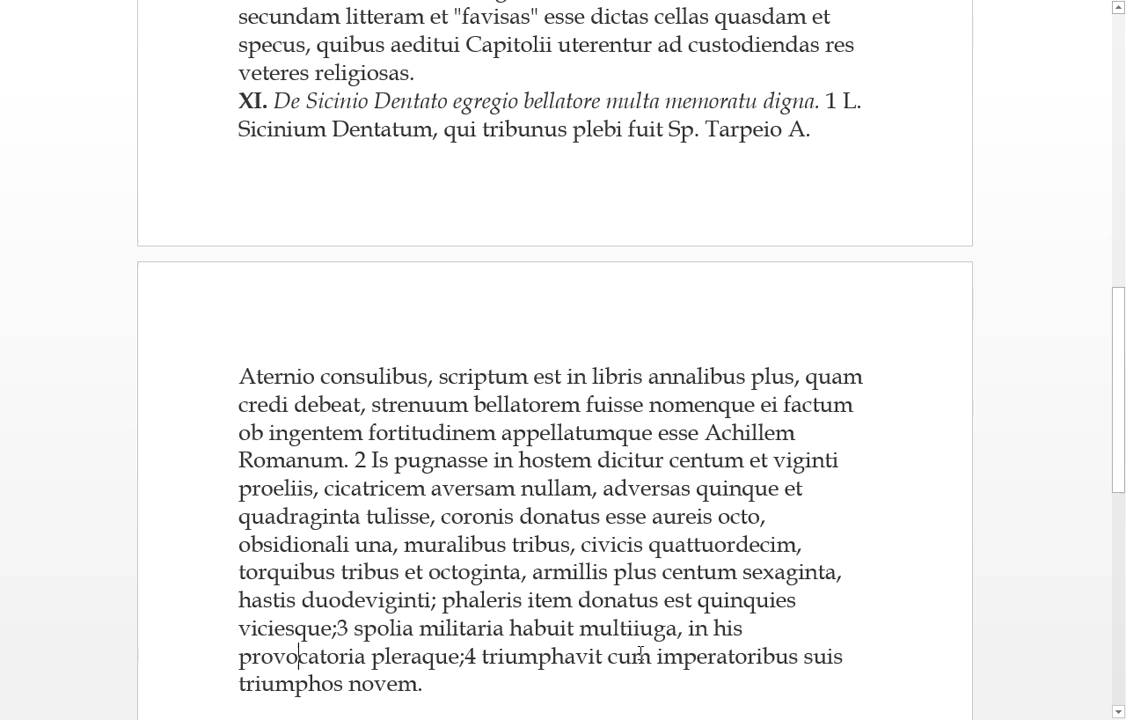 secundam litteram et "favisas" esse dictas cellas quasdam et
specus, quibus aeditui Capitolii uterentur ad custodiendas res
veteres religiosas.
XI. De Sicinio Dentato egregio bellatore multa memoratu digna. 1 L.
Sicinium Dentatum, qui tribunus plebi fuit Sp. Tarpeio A.
Aternio consulibus, scriptum est in libris annalibus plus, quam
credi debeat, strenuum bellatorem fuisse nomenque ei factum
ob ingentem fortitudinem appellatumque esse Achillem
Romanum. 2 Is pugnasse in hostem dicitur centum et viginti
proeliis, cicatricem aversam nullam, adversas quinque et
quadraginta tulisse, coronis donatus esse aureis octo,
obsidionali una, muralibus tribus, civicis quattuordecim,
torquibus tribus et octoginta, armillis plus centum sexaginta,
hastis duodeviginti; phaleris item donatus est quinquies
viciesque;3 spolia militaria habuit multiiuga, in his
provocatoria pleraque;4 triumphavit cum imperatoribus suis
triumphos novem.